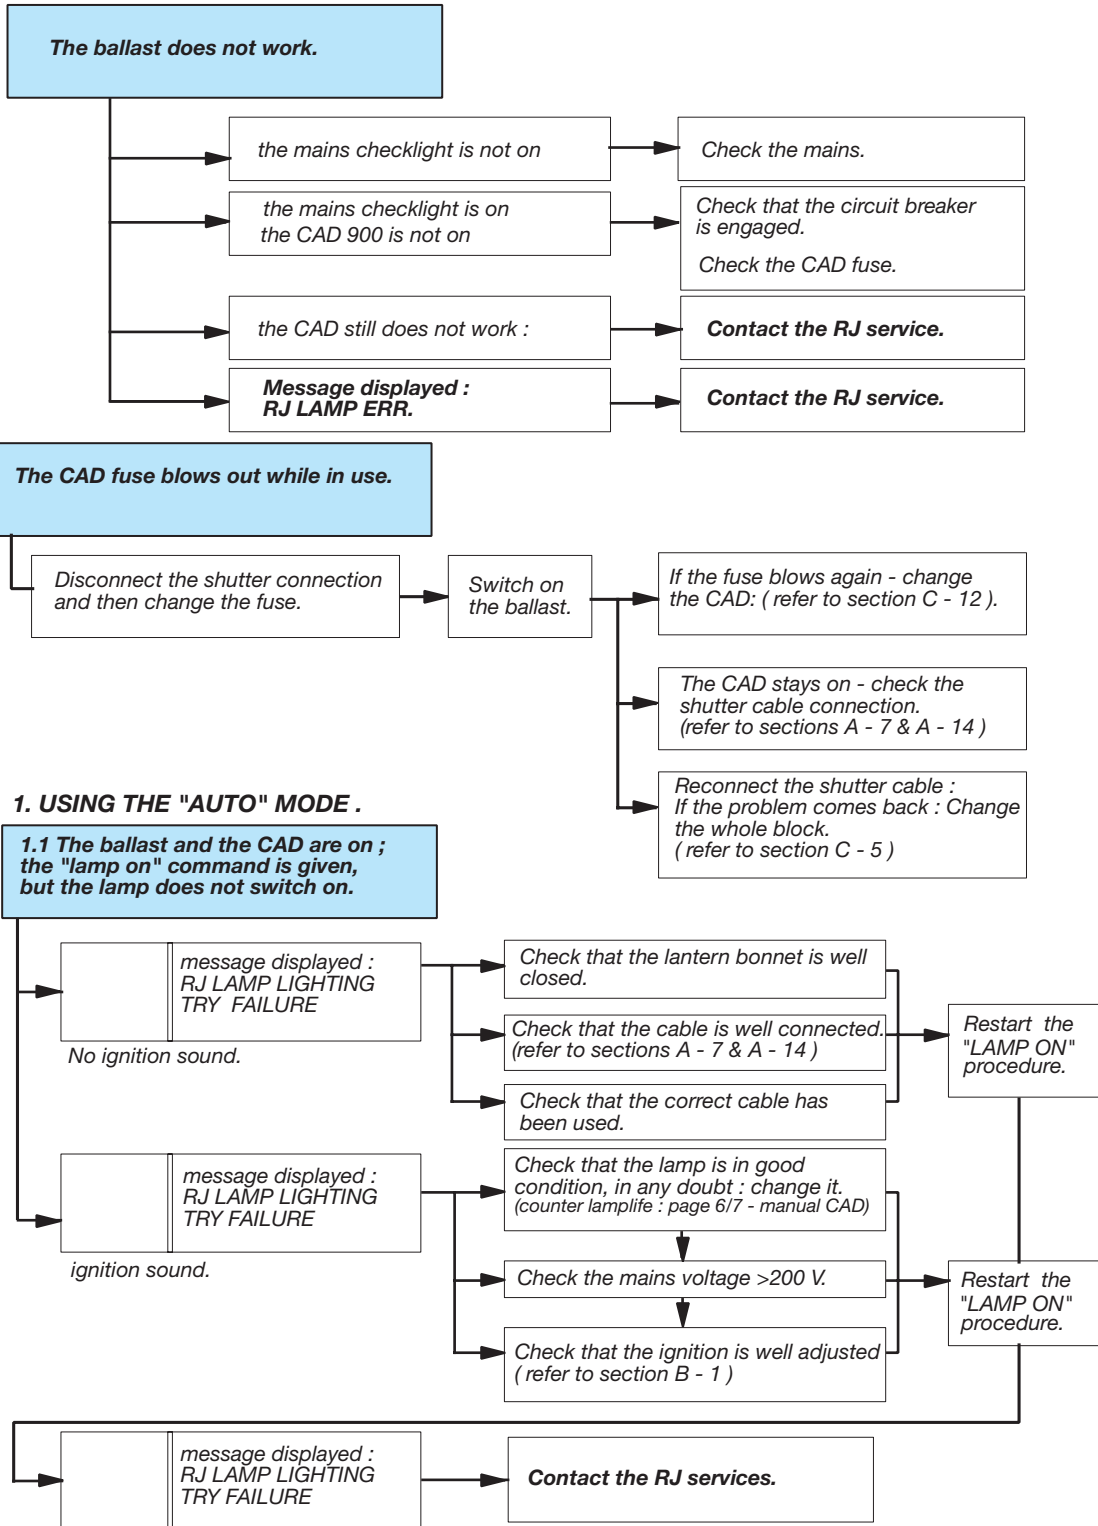 The ballast does not work.
the mains checklight is not on
Check the mains.
the mains checklight is on
the CAD 900 is not on
Check that the circuit breaker
is engaged.
Check the CAD fuse.
the CAD still does not work :
Contact the RJ service.
Message displayed :
RJ LAMP ERR.
Contact the RJ service.
The CAD fuse blows out while in use.
Disconnect the shutter connection
and then change the fuse.
Switch on
the ballast.
If the fuse blows again - change
the CAD: ( refer to section C - 12 ).
The CAD stays on - check the
shutter cable connection.
(refer to sections A - 7 & A - 14 )
Reconnect the shutter cable :
If the problem comes back : Change
the whole block.
( refer to section C - 5 )
1. USING THE "AUTO" MODE .
1.1 The ballast and the CAD are on ;
the "lamp on" command is given,
but the lamp does not switch on.
message displayed :
RJ LAMP LIGHTING
TRY FAILURE
No ignition sound.
Check that the lantern bonnet is well
closed.
Check that the cable is well connected.
(refer to sections A - 7 & A - 14 )
Check that the correct cable has
been used.
Restart the
"LAMP ON"
procedure.
message displayed :
RJ LAMP LIGHTING
TRY FAILURE
ignition sound.
Check that the lamp is in good
condition, in any doubt : change it.
(counter lamplife : page 6/7 - manual CAD)
Check the mains voltage >200 V.
Check that the ignition is well adjusted
( refer to section B - 1 )
Restart the
"LAMP ON"
procedure.
message displayed :
RJ LAMP LIGHTING
TRY FAILURE
Contact the RJ services.